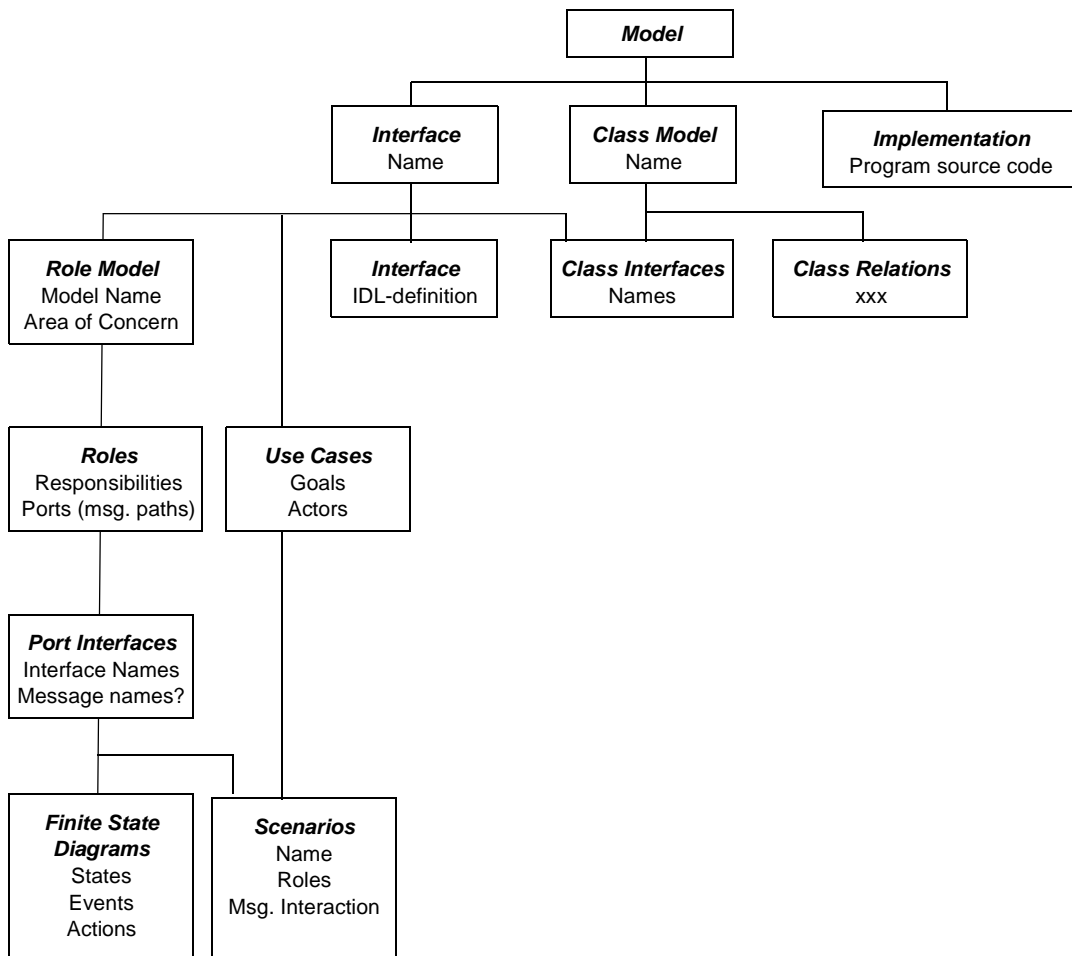 Model
Interface
Name
Class Model
Name
Implementation
Program source code
Role Model
Model Name
Area of Concern
Interface
IDL-definition
Class Interfaces
Names
Class Relations
xxx
Roles
Responsibilities
Ports (msg. paths)
Use Cases
Goals
Actors
Port Interfaces
Interface Names
Message names?
Finite State
Diagrams
States
Events
Actions
Scenarios
Name
Roles
Msg. Interaction